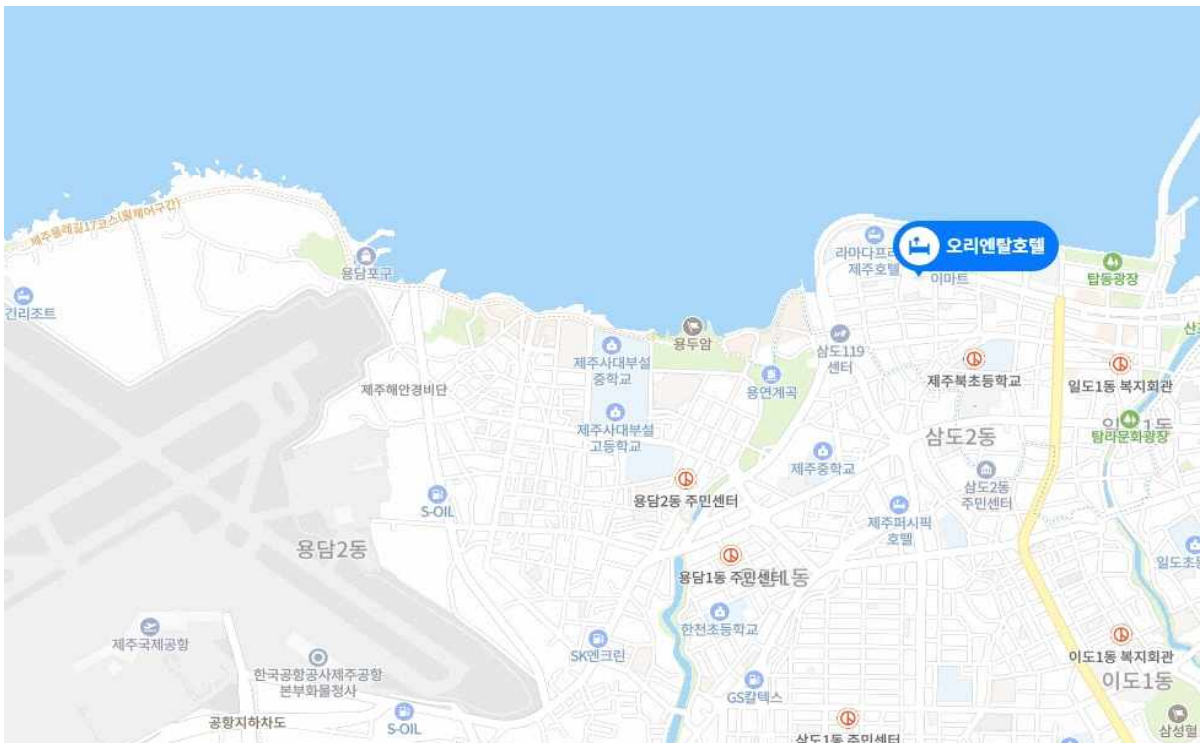 제주올레길17코스(휠체어구간)
오리엔탈호텔
라마다프라
제주호텔
이마트
탑동광장
용담포구
긴리조트
용두암
삼도119
센터
제주사대부설
중학교
용연계곡
제주북초등학교
일도1동 복지회관
제주해안경비단
제주사대부설
고등학교
삼도2동
탐라문화광장
제주중학교
용담2동 주민센터
삼도2동
주민센터
S-OIL
제주퍼시픽
호텔
용담2동
용담1동 주민센터
일도초등
한천초등학교
제주국제공항
SK엔크린
이도1동 복지회관
한국공항공사제주공항
본부화물청사
이도1동
GS칼텍스
공항지하차도
S-OIL
삼도1동 주민센터
삼성혈